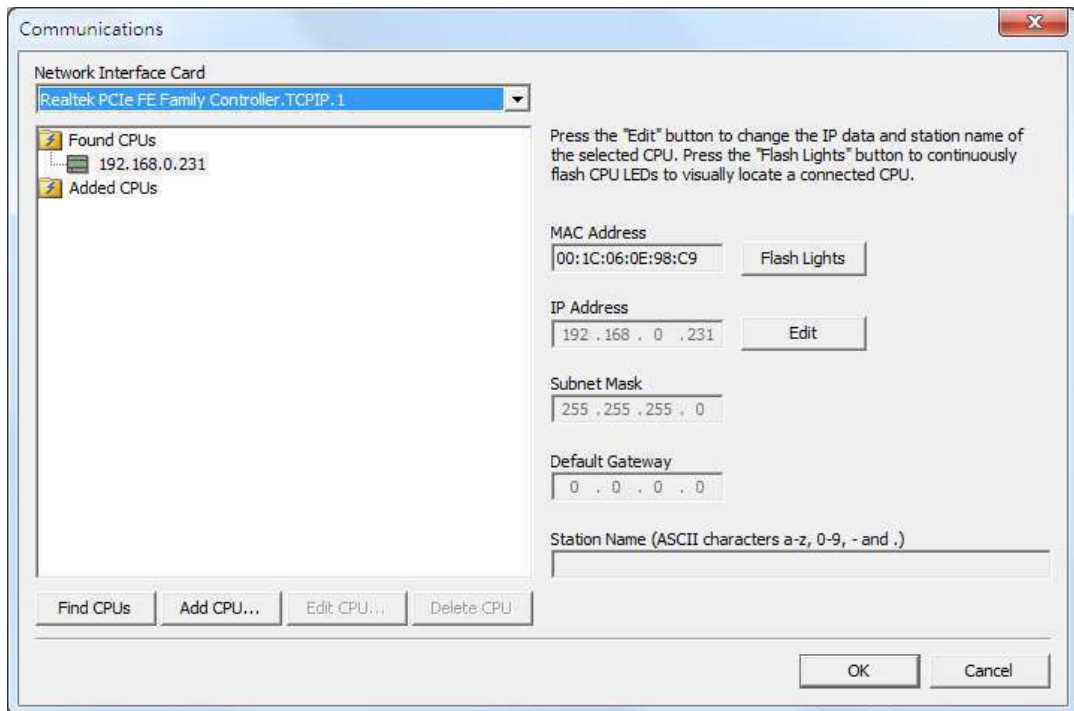 Communications
Network Interface Card
Realtek PCIe FE Family Controller.TCPIP.1
Found CPUs
192.168.0.231
Added CPUs
Press the "Edit" button to change the IP data and station name of
the selected CPU. Press the "Flash Lights" button to continuously
flash CPU LEDs to visually locate a connected CPU.
MAC Address
00:1C:06:0E:98:C9
Flash Lights
IP Address
192 .168 . 0 .231
Edit
Subnet Mask
255 .255 .255 . 0
Default Gateway
0 . 0 . 0 . 0
Station Name (ASCII characters a-z, 0-9, - and .)
Find CPUs
Add CPU...
Edit CPU...
Delete CPU
OK
Cancel